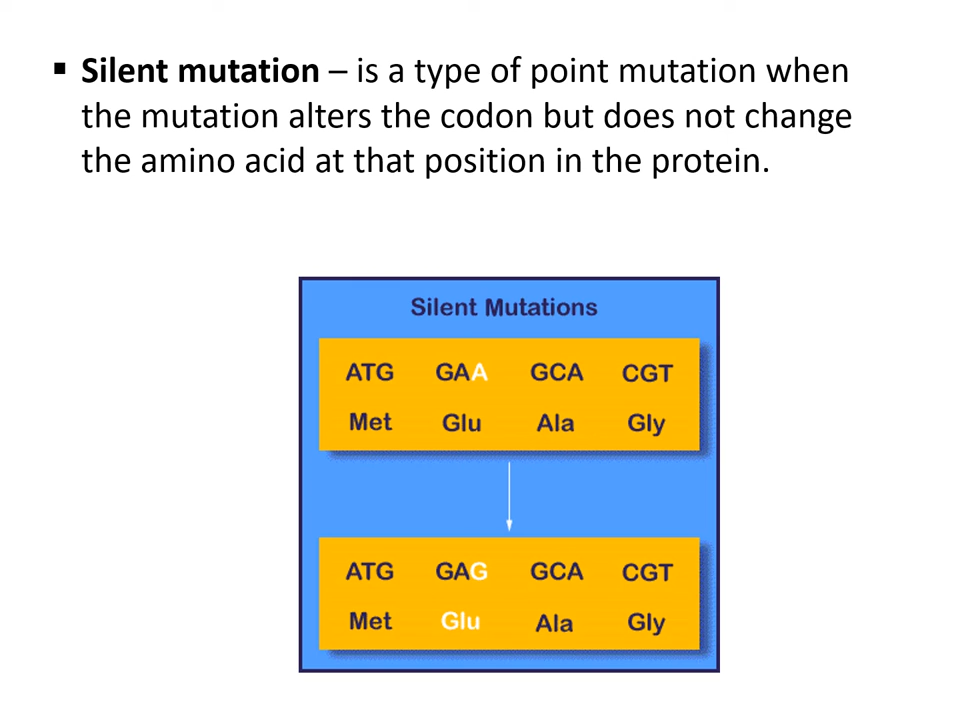 ▪ Silent mutation – is a type of point mutation when
the mutation alters the codon but does not change
the amino acid at that position in the protein.
Silent Mutations
ATG GAA GCA CGT
Met Glu Ala Gly
ATG GAG GCA CGT
Met Glu Ala Gly